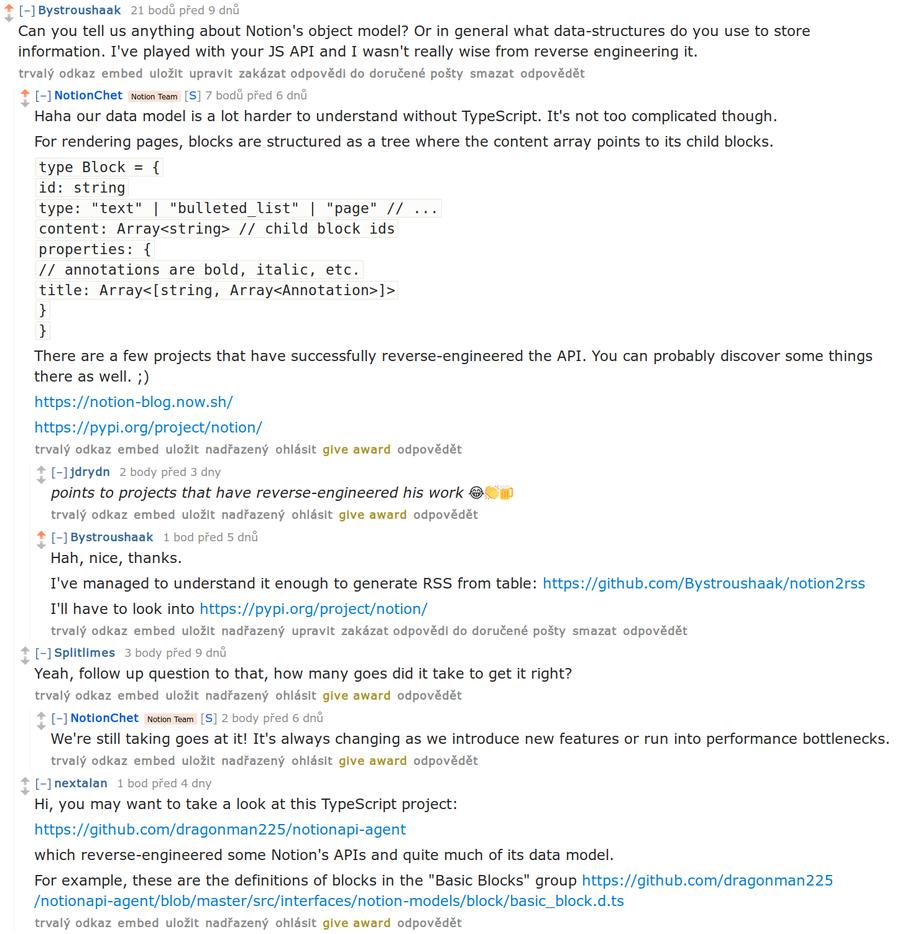 [–] Bystroushaak 21 bodů před 9 dnů
Can you tell us anything about Notion's object model? Or in general what data-structures do you use to store
information. I've played with your JS API and I wasn't really wise from reverse engineering it.
trvalý odkaz embed uložit upravit zakázat odpovědi do doručené pošty smazat odpovědět
[–] NotionChet Notion Team [S] 7 bodů před 6 dnů
Haha our data model is a lot harder to understand without TypeScript. It's not too complicated though.
For rendering pages, blocks are structured as a tree where the content array points to its child blocks.
type Block = {
id: string
type: "text" | "bulleted_list" | "page" // ...
content: Array<string> // child block ids
properties: {
// annotations are bold, italic, etc.
title: Array<[string, Array<Annotation>]>
}
}
There are a few projects that have successfully reverse-engineered the API. You can probably discover some things
there as well. ;)
https://notion-blog.now.sh/
https://pypi.org/project/notion/
trvalý odkaz embed uložit nadřazený ohlásit give award odpovědět
[–] jdrydn 2 body před 3 dny
points to projects that have reverse-engineered his work 😂👏🍺
trvalý odkaz embed uložit nadřazený ohlásit give award odpovědět
[–] Bystroushaak 1 bod před 5 dnů
Hah, nice, thanks.
I've managed to understand it enough to generate RSS from table: https://github.com/Bystroushaak/notion2rss
I'll have to look into https://pypi.org/project/notion/
trvalý odkaz embed uložit nadřazený upravit zakázat odpovědi do doručené pošty smazat odpovědět
[–] Splitlimes 3 body před 9 dnů
Yeah, follow up question to that, how many goes did it take to get it right?
trvalý odkaz embed uložit nadřazený ohlásit give award odpovědět
[–] NotionChet Notion Team [S] 2 body před 6 dnů
We're still taking goes at it! It's always changing as we introduce new features or run into performance bottlenecks.
trvalý odkaz embed uložit nadřazený ohlásit give award odpovědět
[–] nextalan 1 bod před 4 dny
Hi, you may want to take a look at this TypeScript project:
https://github.com/dragonman225/notionapi-agent
which reverse-engineered some Notion's APIs and quite much of its data model.
For example, these are the definitions of blocks in the "Basic Blocks" group https://github.com/dragonman225
/notionapi-agent/blob/master/src/interfaces/notion-models/block/basic_block.d.ts
trvalý odkaz embed uložit nadřazený ohlásit give award odpovědět